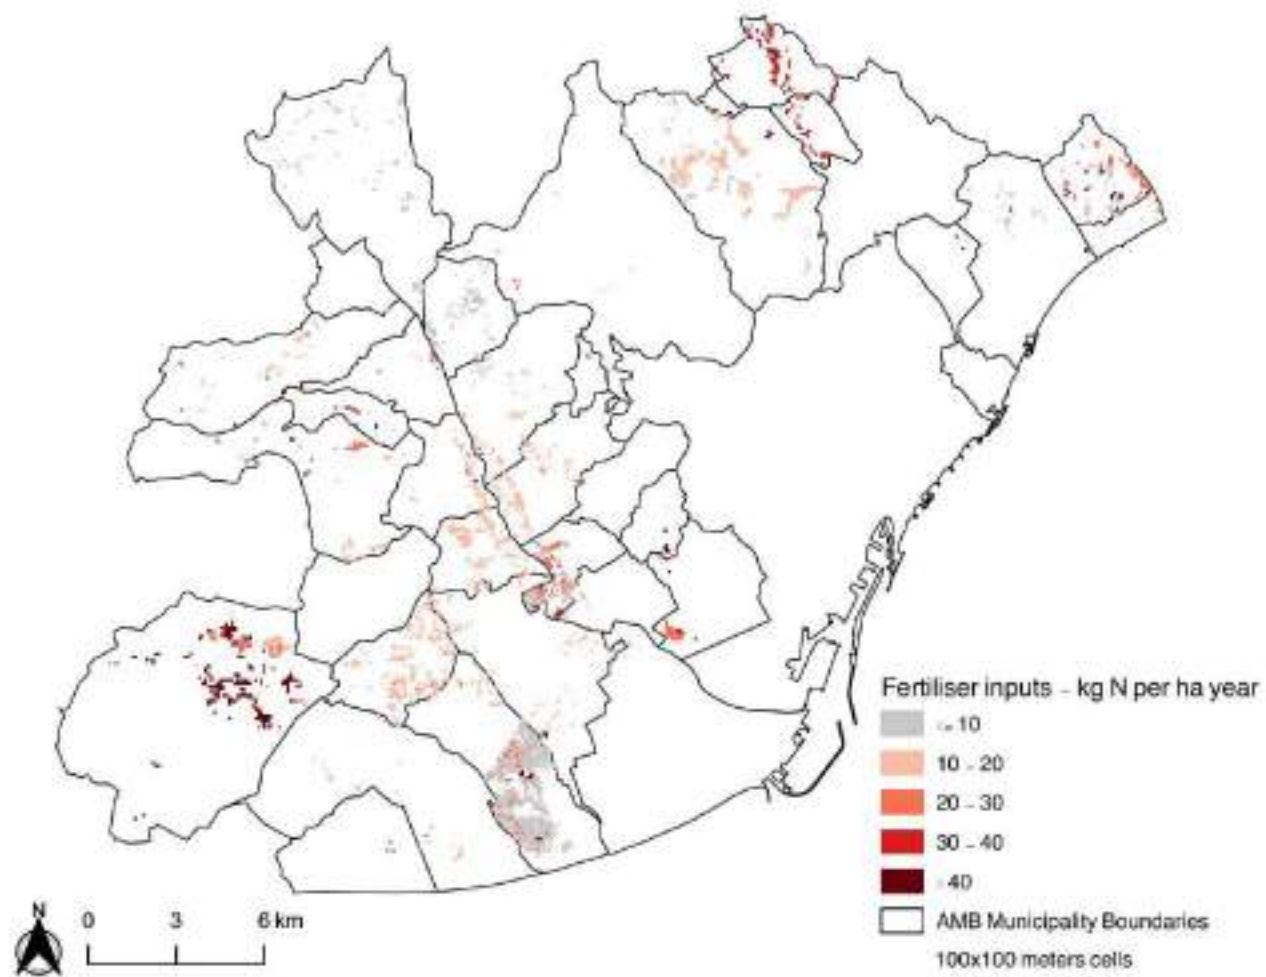 N
0 3 6 km
Fertiliser inputs - kg N per ha year
<= 10
10 - 20
20 - 30
30 - 40
>40
AMB Municipality Boundaries
100x100 meters cells